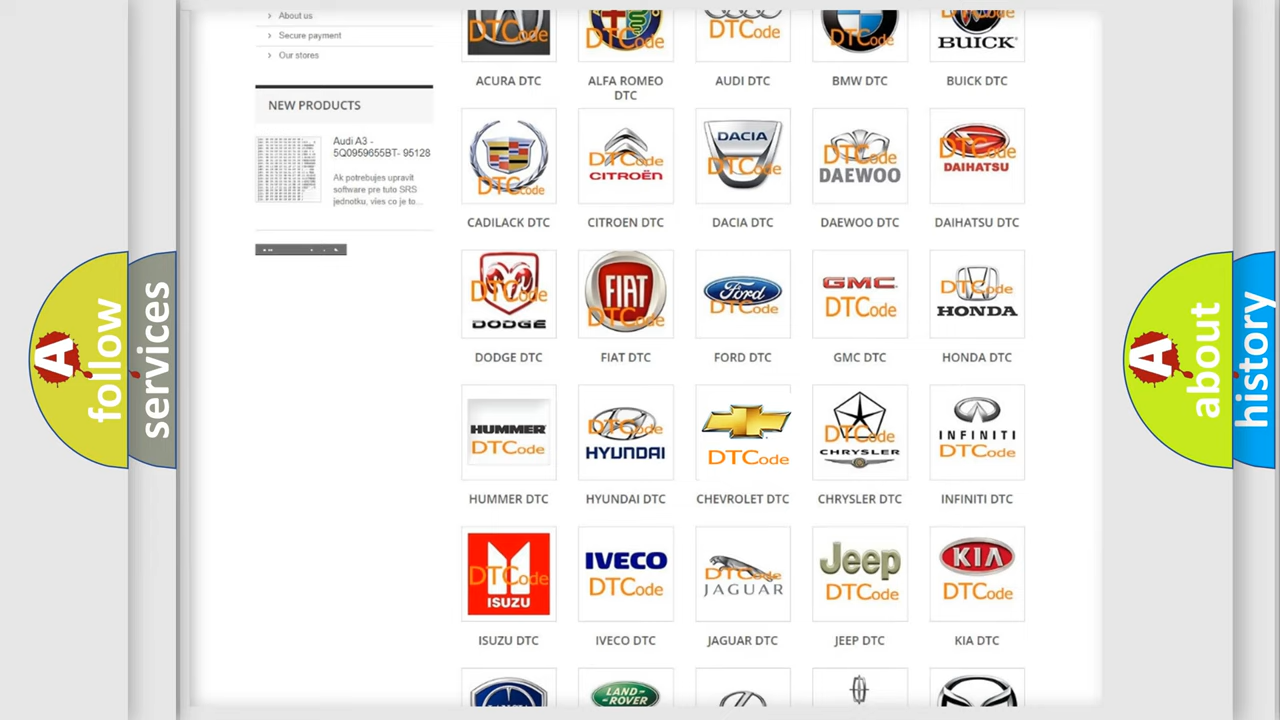 About us
Secure payment
Our stores
NEW PRODUCTS
Audi A3 -
5Q0959655BT- 95128
Ak potrebujes upravit
software pre tuto SRS
jednotku, vies co je to...
DTCode
DTCode
DTCode
DTCode
BUICK
ACURA DTC
ALFA ROMEO
DTC
AUDI DTC
BMW DTC
BUICK DTC
DTCode
DTCode
CITROËN
DACIA
DTCode
DTCode
DAEWOO
DTCode
DAIHATSU
CADILACK DTC
CITROEN DTC
DACIA DTC
DAEWOO DTC
DAIHATSU DTC
DTCode
DODGE
FIAT
DTCode
Ford
DTCode
GMC
DTCode
DTCode
HONDA
DODGE DTC
FIAT DTC
FORD DTC
GMC DTC
HONDA DTC
HUMMER
DTCode
DTCode
HYUNDAI
DTCode
DTCode
CHRYSLER
INFINITI
DTCode
HUMMER DTC
HYUNDAI DTC
CHEVROLET DTC
CHRYSLER DTC
INFINITI DTC
DTCode
ISUZU
IVECO
DTCode
DTCode
JAGUAR
Jeep
DTCode
KIA
DTCode
ISUZU DTC
IVECO DTC
JAGUAR DTC
JEEP DTC
KIA DTC
LAND-
ROVER
A follow
services
A about
history